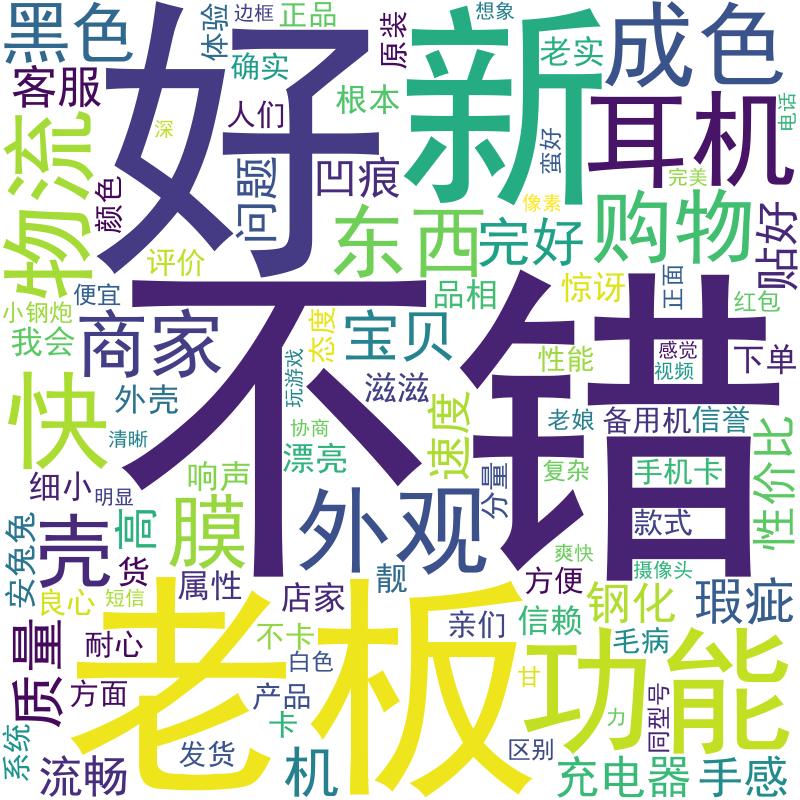 黑色
体验
边框
正品
原装
想象
新
老实
成色
客服
好
确实
根本
人们
深
蛮好
耳机
电话
物流
颜色
问题
凹痕
像素
完美
购物
贴好
东西
完好
评价
小钢炮
便宜
品相
惊讶
正面
红包
我会
商家
态度
宝贝
不错
玩游戏
滋滋
性能
感觉
视频
下单
快
外壳
清晰
协商
漂亮
速度
老娘
备用机
信誉
性价比
细小
明显
响声
分量
复杂
手机卡
安兔兔
壳
高
膜
外观
款式
货
爽快
摄像头
良心
短信
属性
店家
靓
方便
钢化
瑕疵
质量
耐心
老板
不卡
白色
亲们
信赖
毛病
方面
产品
甘
功能
同型号
系统
卡
力
流畅
发货
机
区别
充电器
手感